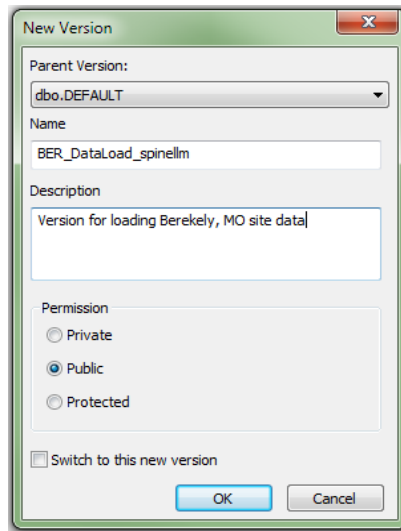 New Version
Parent Version:
dbo.DEFAULT
Name
BER_DataLoad_spinellm
Description
Version for loading Berekely, MO site data
Permission
Private
Public
Protected
Switch to this new version
OK Cancel